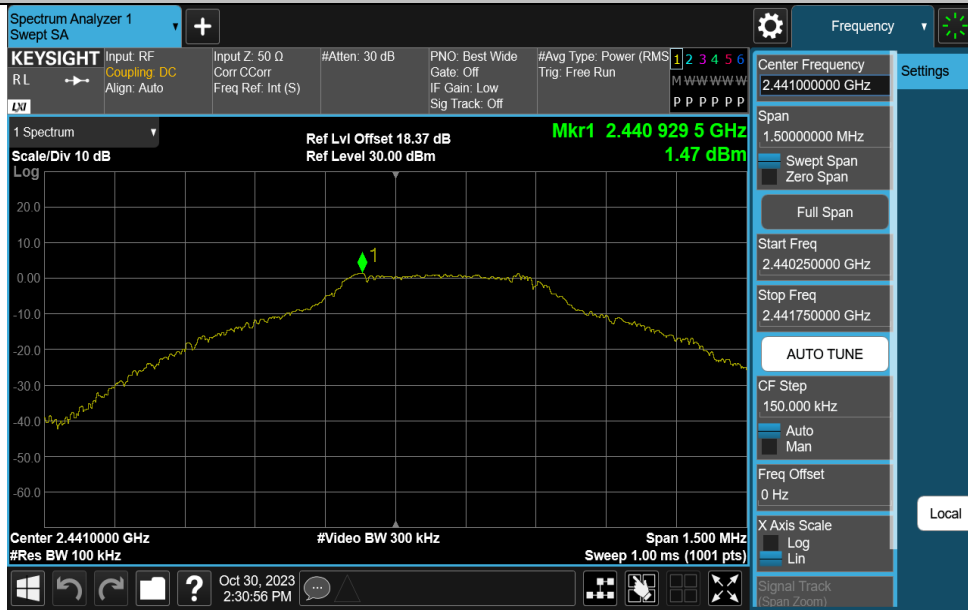 Spectrum Analyzer 1
Swept SA
+
Frequency
KEYSIGHT
R L
LXI
Input: RF
Coupling: DC
Align: Auto
Input Z: 50 Ω
Corr CCorr
Freq Ref: Int (S)
#Atten: 30 dB
PNO: Best Wide
Gate: Off
IF Gain: Low
Sig Track: Off
#Avg Type: Power (RMS
Trig: Free Run
1 2 3 4 5 6
M W W W W W
P P P P P P
1 Spectrum
Scale/Div 10 dB
Log
Ref Lvl Offset 18.37 dB
Ref Level 30.00 dBm
Mkr1 2.440 929 5 GHz
1.47 dBm
20.0
10.0
0.00
-10.0
-20.0
-30.0
-40.0
-50.0
-60.0
1
Center 2.4410000 GHz
#Res BW 100 kHz
#Video BW 300 kHz
Span 1.500 MHz
Sweep 1.00 ms (1001 pts)
?
Oct 30, 2023
2:30:56 PM
Center Frequency
2.441000000 GHz
Span
1.50000000 MHz
Swept Span
Zero Span
Full Span
Start Freq
2.440250000 GHz
Stop Freq
2.441750000 GHz
AUTO TUNE
CF Step
150.000 kHz
Auto
Man
Freq Offset
0 Hz
X Axis Scale
Log
Lin
Signal Track
(Span Zoom)
Settings
Local